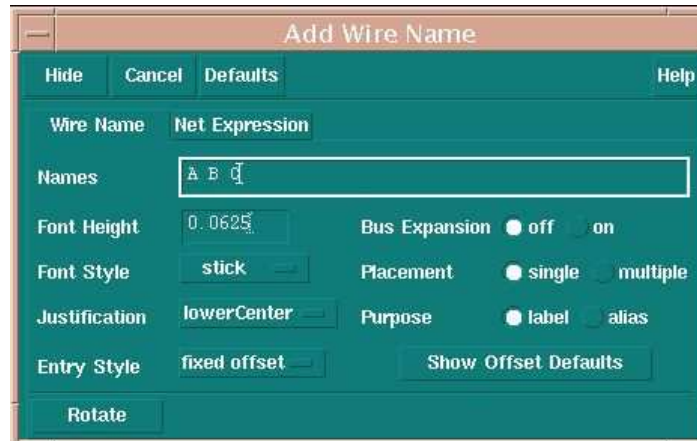 Add Wire Name
Hide Cancel Defaults Help
Wire Name Net Expression
Names A B C
Font Height 0.0625 Bus Expansion off on
Font Style stick Placement single multiple
Justification lowerCenter Purpose label alias
Entry Style fixed offset Show Offset Defaults
Rotate